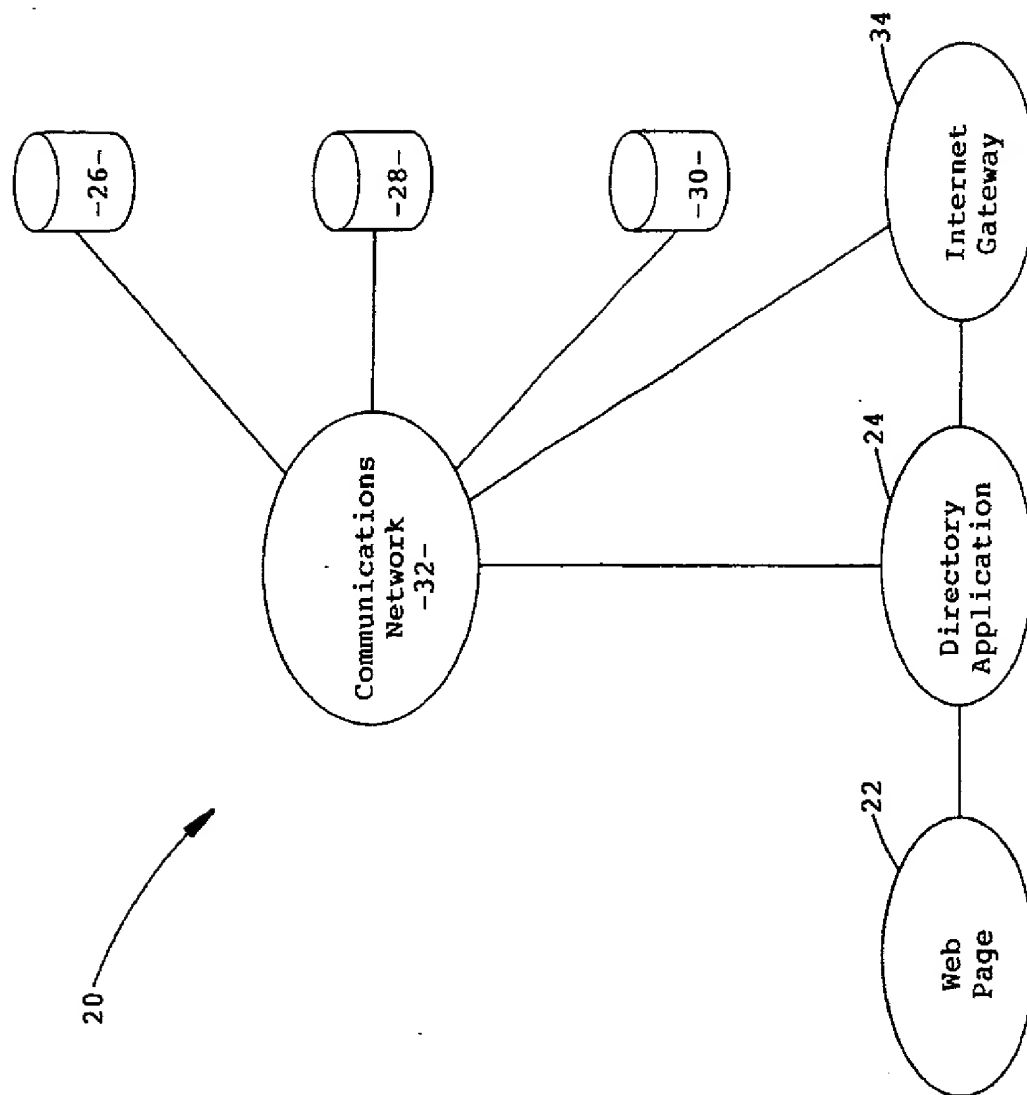 20
Web
Page
22
Directory
Application
24
Internet
Gateway
34
Communications
Network
-32-
-26-
-28-
-30-